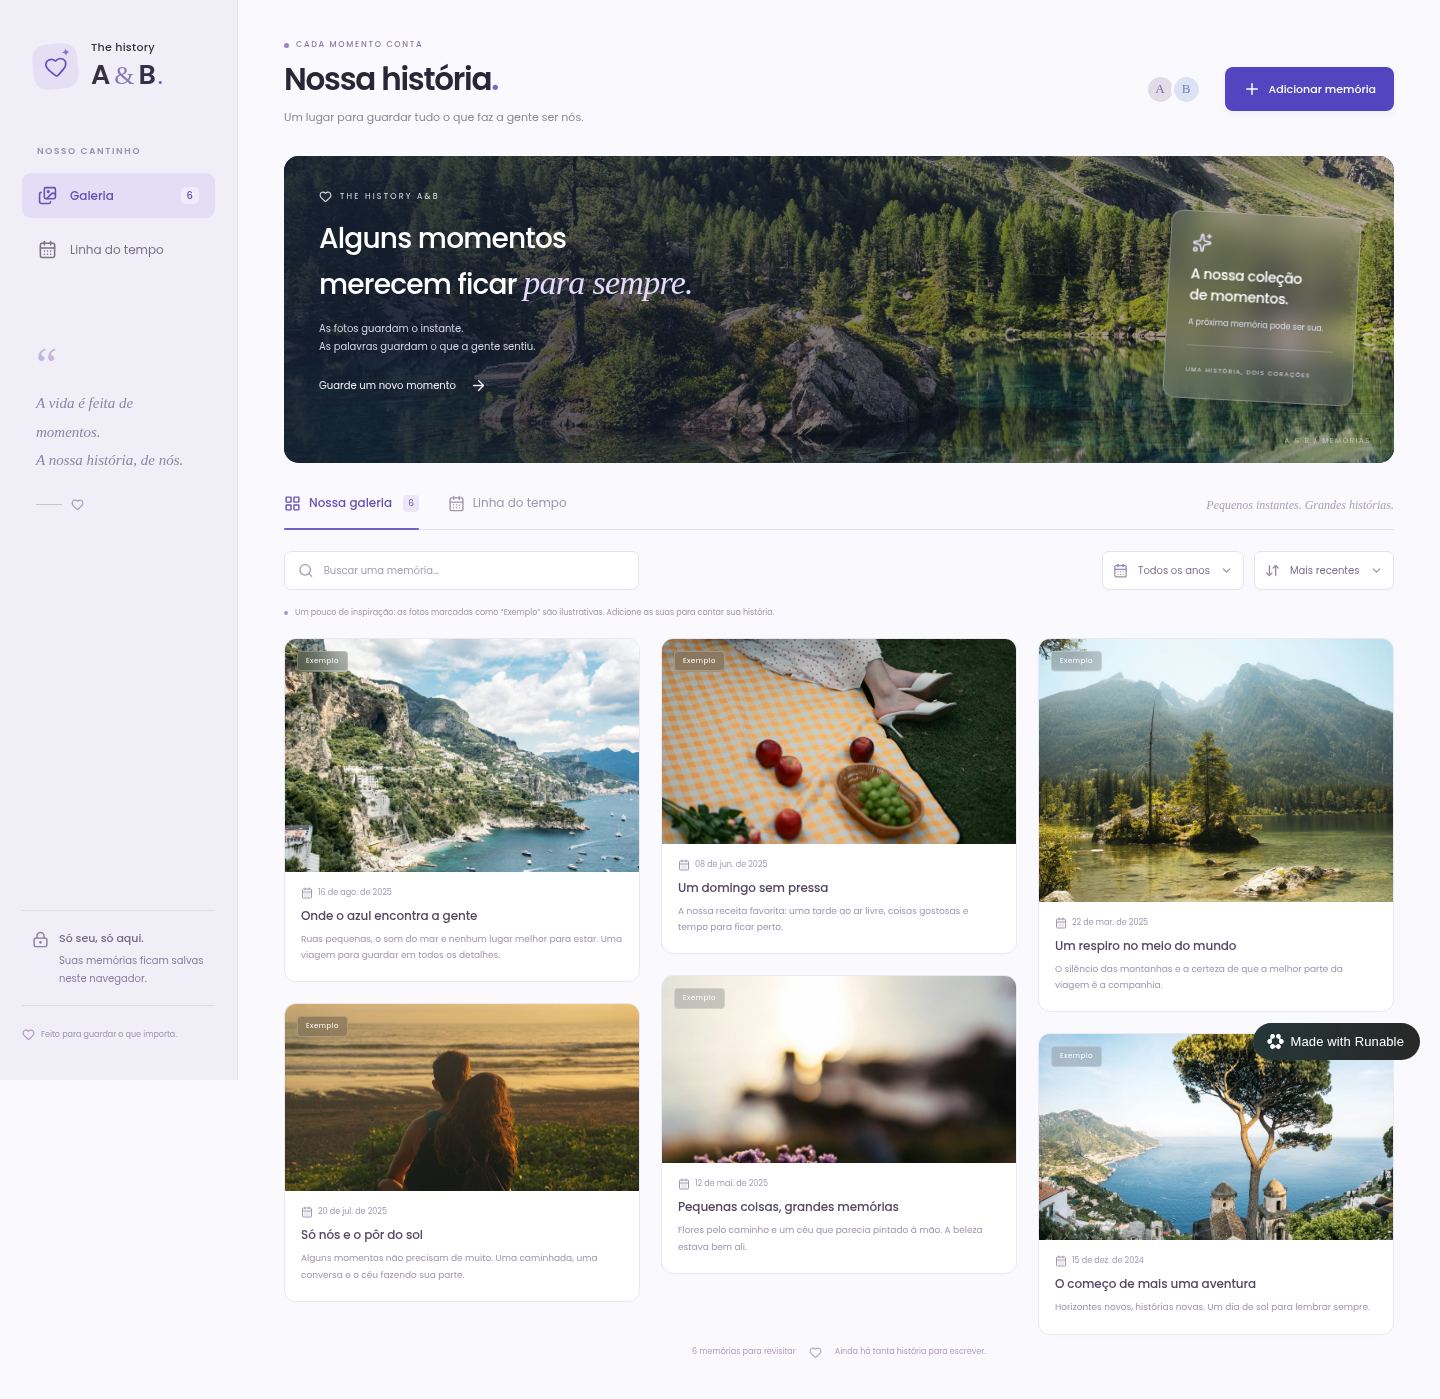 The history
A & B.
NOSSO CANTINHO
Galeria 6
Linha do tempo
“
A vida é feita de
momentos.
A nossa história, de nós.
Só seu, só aqui.
Suas memórias ficam salvas
neste navegador.
Feito para guardar o que importa.
CADA MOMENTO CONTA
Nossa história.
Um lugar para guardar tudo o que faz a gente ser nós.
A B
Adicionar memória
THE HISTORY A&B
Alguns momentos
merecem ficar para sempre.
As fotos guardam o instante.
As palavras guardam o que a gente sentiu.
Guarde um novo momento
A nossa coleção
de momentos.
A próxima memória pode ser sua.
UMA HISTÓRIA, DOIS CORAÇÕES
A & B / MEMÓRIAS
Nossa galeria 6
Linha do tempo
Pequenos instantes. Grandes histórias.
Buscar uma memória...
Todos os anos
Mais recentes
Um pouco de inspiração: as fotos marcadas como “Exemplo” são ilustrativas. Adicione as suas para contar sua história.
Exemplo
16 de ago. de 2025
Onde o azul encontra a gente
Ruas pequenas, o som do mar e nenhum lugar melhor para estar. Uma
viagem para guardar em todos os detalhes.
Exemplo
20 de jul. de 2025
Só nós e o pôr do sol
Alguns momentos não precisam de muito. Uma caminhada, uma
conversa e o céu fazendo sua parte.
Exemplo
08 de jun. de 2025
Um domingo sem pressa
A nossa receita favorita: uma tarde ao ar livre, coisas gostosas e
tempo para ficar perto.
Exemplo
12 de mai. de 2025
Pequenas coisas, grandes memórias
Flores pelo caminho e um céu que parecia pintado à mão. A beleza
estava bem ali.
Exemplo
22 de mar. de 2025
Um respiro no meio do mundo
O silêncio das montanhas e a certeza de que a melhor parte da
viagem é a companhia.
Exemplo
Made with Runable
15 de dez. de 2024
O começo de mais uma aventura
Horizontes novos, histórias novas. Um dia de sol para lembrar sempre.
6 memórias para revisitar
Ainda há tanta história para escrever.